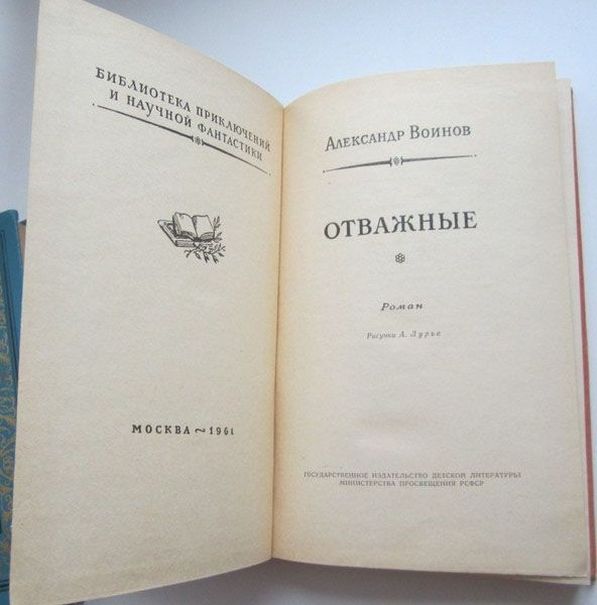 БИБЛИОТЕКА ПРИКЛЮЧЕНИЙ
И НАУЧНОЙ ФАНТАСТИКИ
МОСКВА ~ 1961
АЛЕКСАНДР ВОИНОВ
ОТВАЖНЫЕ
Роман
Рисунки А. Лурье
ГОСУДАРСТВЕННОЕ ИЗДАТЕЛЬСТВО ДЕТСКОЙ ЛИТЕРАТУРЫ
МИНИСТЕРСТВА ПРОСВЕЩЕНИЯ РСФСР